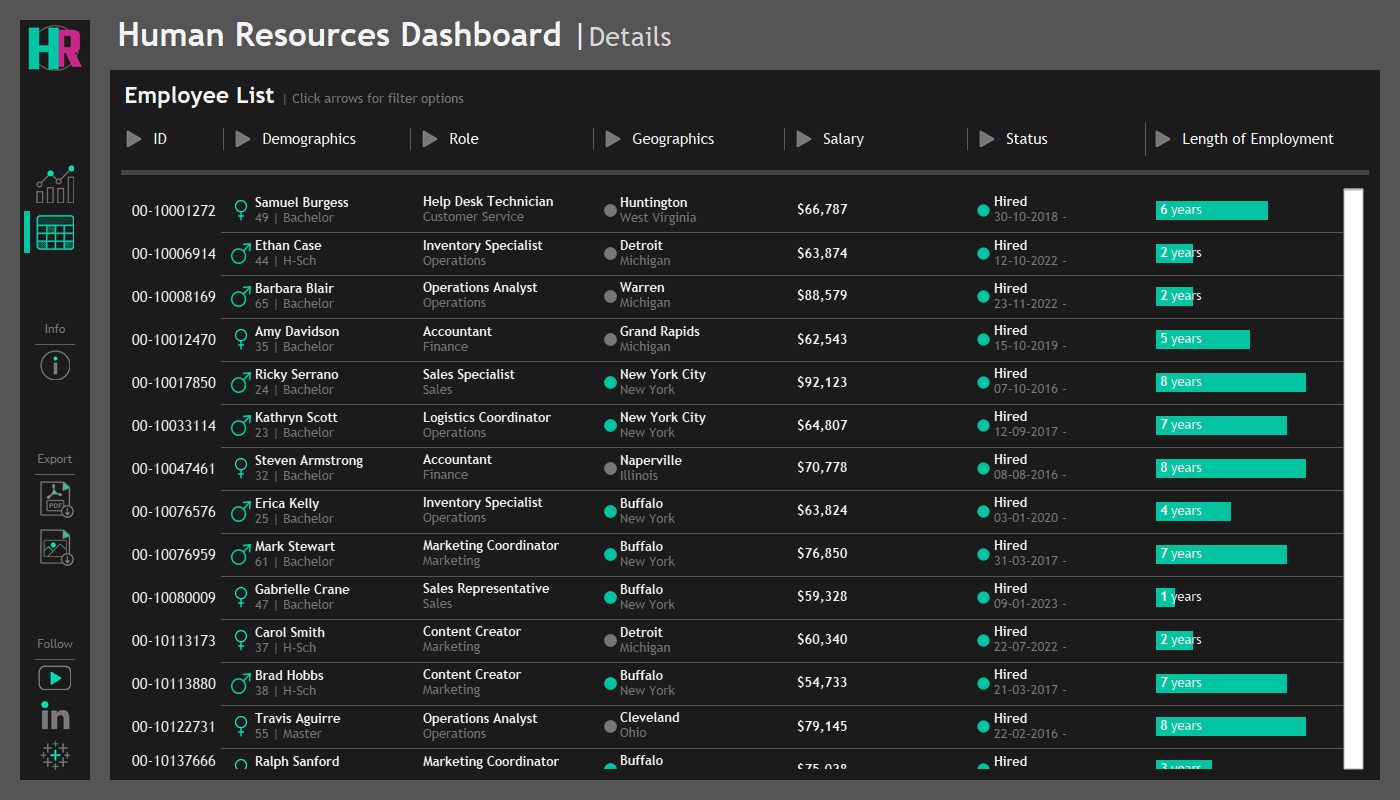 HR
Human Resources Dashboard | Details
Employee List | Click arrows for filter options
ID Demographics Role Geographics Salary Status Length of Employment
00-10001272 Samuel Burgess Help Desk Technician Huntington $66,787 Hired 6 years
49 | Bachelor Customer Service West Virginia 30-10-2018 -
00-10006914 Ethan Case Inventory Specialist Detroit $63,874 Hired 2 years
44 | H-Sch Operations Michigan 12-10-2022 -
00-10008169 Barbara Blair Operations Analyst Warren $88,579 Hired 2 years
65 | Bachelor Operations Michigan 23-11-2022 -
00-10012470 Amy Davidson Accountant Grand Rapids $62,543 Hired 5 years
35 | Bachelor Finance Michigan 15-10-2019 -
00-10017850 Ricky Serrano Sales Specialist New York City $92,123 Hired 8 years
24 | Bachelor Sales New York 07-10-2016 -
00-10033114 Kathryn Scott Logistics Coordinator New York City $64,807 Hired 7 years
23 | Bachelor Operations New York 12-09-2017 -
00-10047461 Steven Armstrong Accountant Naperville $70,778 Hired 8 years
32 | Bachelor Finance Illinois 08-08-2016 -
00-10076576 Erica Kelly Inventory Specialist Buffalo $63,824 Hired 4 years
25 | Bachelor Operations New York 03-01-2020 -
00-10076959 Mark Stewart Marketing Coordinator Buffalo $76,850 Hired 7 years
61 | Bachelor Marketing New York 31-03-2017 -
00-10080009 Gabrielle Crane Sales Representative Buffalo $59,328 Hired 1 years
47 | Bachelor Sales New York 09-01-2023 -
00-10113173 Carol Smith Content Creator Detroit $60,340 Hired 2 years
37 | H-Sch Marketing Michigan 22-07-2022 -
00-10113880 Brad Hobbs Content Creator Buffalo $54,733 Hired 7 years
38 | H-Sch Marketing New York 21-03-2017 -
00-10122731 Travis Aguirre Operations Analyst Cleveland $79,145 Hired 8 years
55 | Master Operations Ohio 22-02-2016 -
00-10137666 Ralph Sanford Marketing Coordinator Buffalo Hired 3 years
Info
Export
PDF
Follow
in